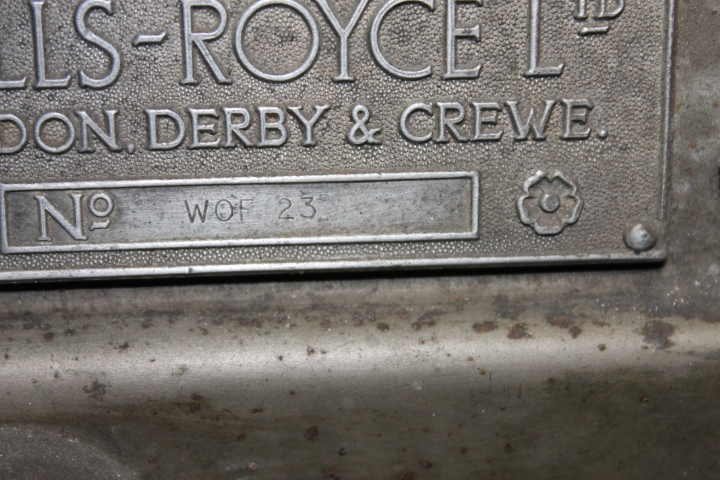 LLS-ROYCE LTD
DON, DERBY & CREWE.
Nº WOF 23